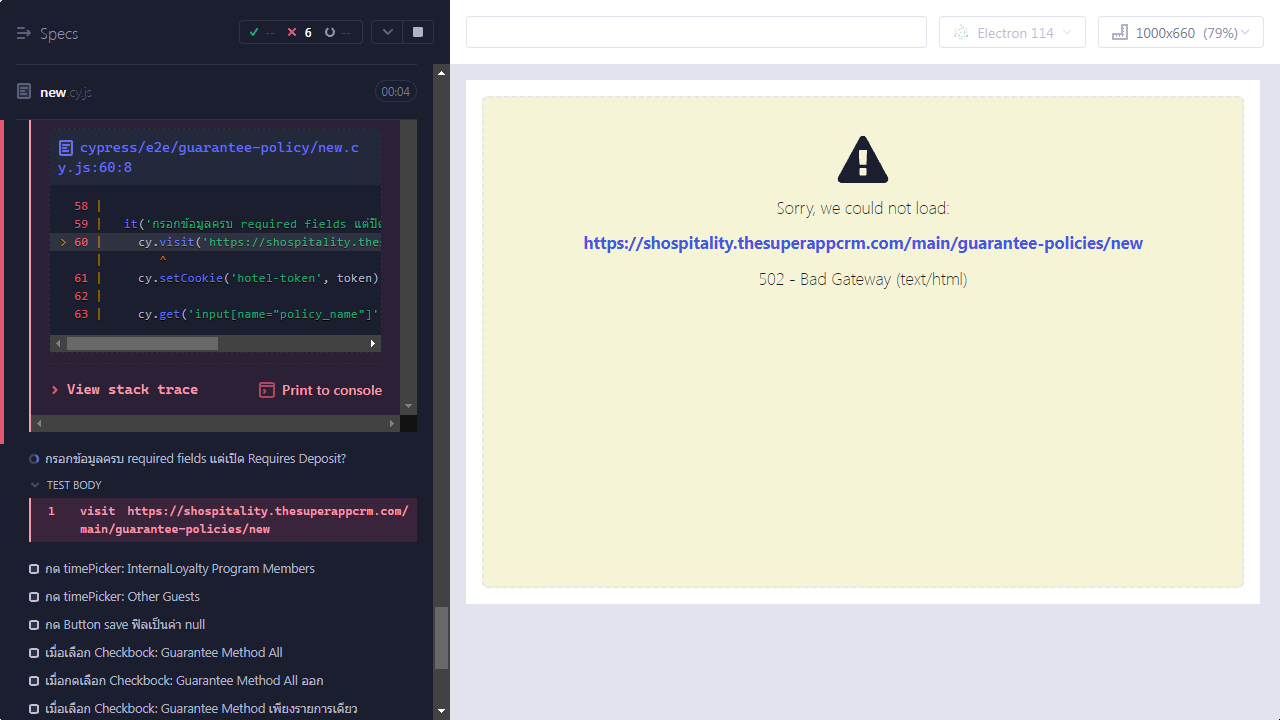 Specs
-- 6 --
Electron 114
1000x660 (79%)
new cy.js
00:04
cypress/e2e/guarantee-policy/new.c
y.js:60:8
58 |
59 | it('กรอกข้อมูลครบ required fields แต่ปิด
> 60 | cy.visit('https://shospitality.the
| ^
61 | cy.setCookie('hotel-token', token)
62 |
63 | cy.get('input[name="policy_name"]'
View stack trace
Print to console
กรอกข้อมูลครบ required fields แต่เปิด Requires Deposit?
TEST BODY
1 visit https://shospitality.thesuperappcrm.com/
main/guarantee-policies/new
กด timePicker: InternalLoyalty Program Members
กด timePicker: Other Guests
กด Button save ฟิลเป็นค่า null
เมื่อเลือก Checkbock: Guarantee Method All
เมื่อกดเลือก Checkbock: Guarantee Method All ออก
เมื่อเลือก Checkbock: Guarantee Method เพียงรายการเดียว
Sorry, we could not load:
https://shospitality.thesuperappcrm.com/main/guarantee-policies/new
502 - Bad Gateway (text/html)